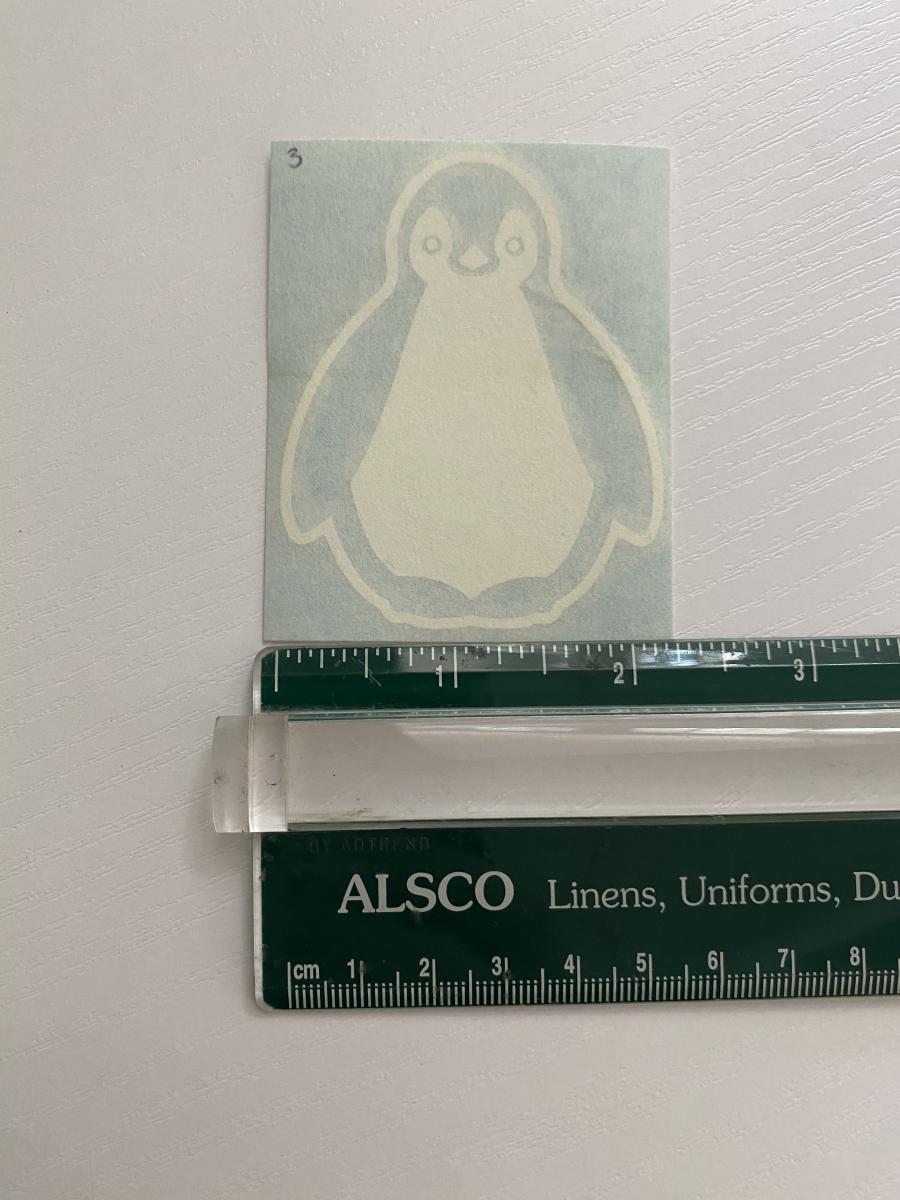 3
1 2 3
BY ADTREND
ALSCO Linens, Uniforms, Du
cm 1 2 3 4 5 6 7 8